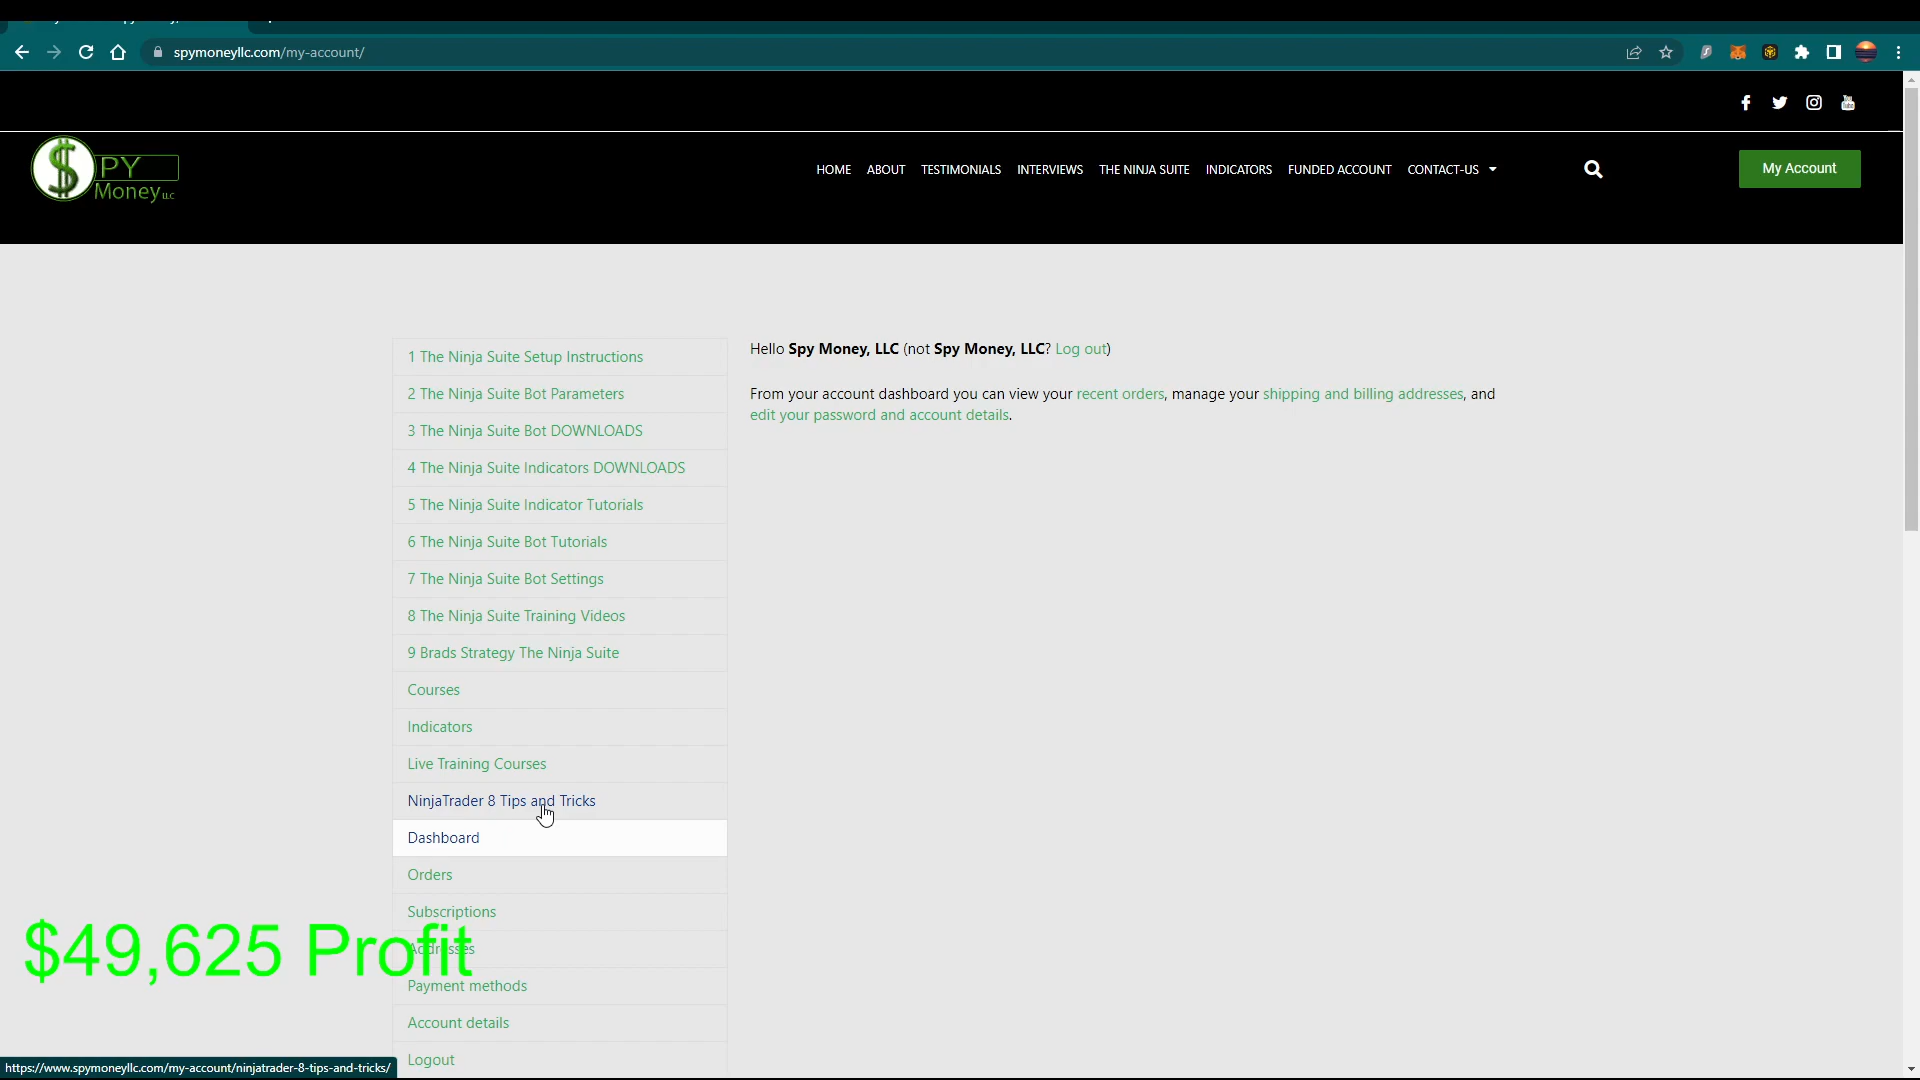 spymoneyllc.com/my-account/
$PY
Money LLC
HOME ABOUT TESTIMONIALS INTERVIEWS THE NINJA SUITE INDICATORS FUNDED ACCOUNT CONTACT-US
My Account
1 The Ninja Suite Setup Instructions
2 The Ninja Suite Bot Parameters
3 The Ninja Suite Bot DOWNLOADS
4 The Ninja Suite Indicators DOWNLOADS
5 The Ninja Suite Indicator Tutorials
6 The Ninja Suite Bot Tutorials
7 The Ninja Suite Bot Settings
8 The Ninja Suite Training Videos
9 Brads Strategy The Ninja Suite
Courses
Indicators
Live Training Courses
NinjaTrader 8 Tips and Tricks
Dashboard
Orders
Subscriptions
Addresses
Payment methods
Account details
Logout
Hello Spy Money, LLC (not Spy Money, LLC? Log out)
From your account dashboard you can view your recent orders, manage your shipping and billing addresses, and
edit your password and account details.
$49,625 Profit
https://www.spymoneyllc.com/my-account/ninjatrader-8-tips-and-tricks/